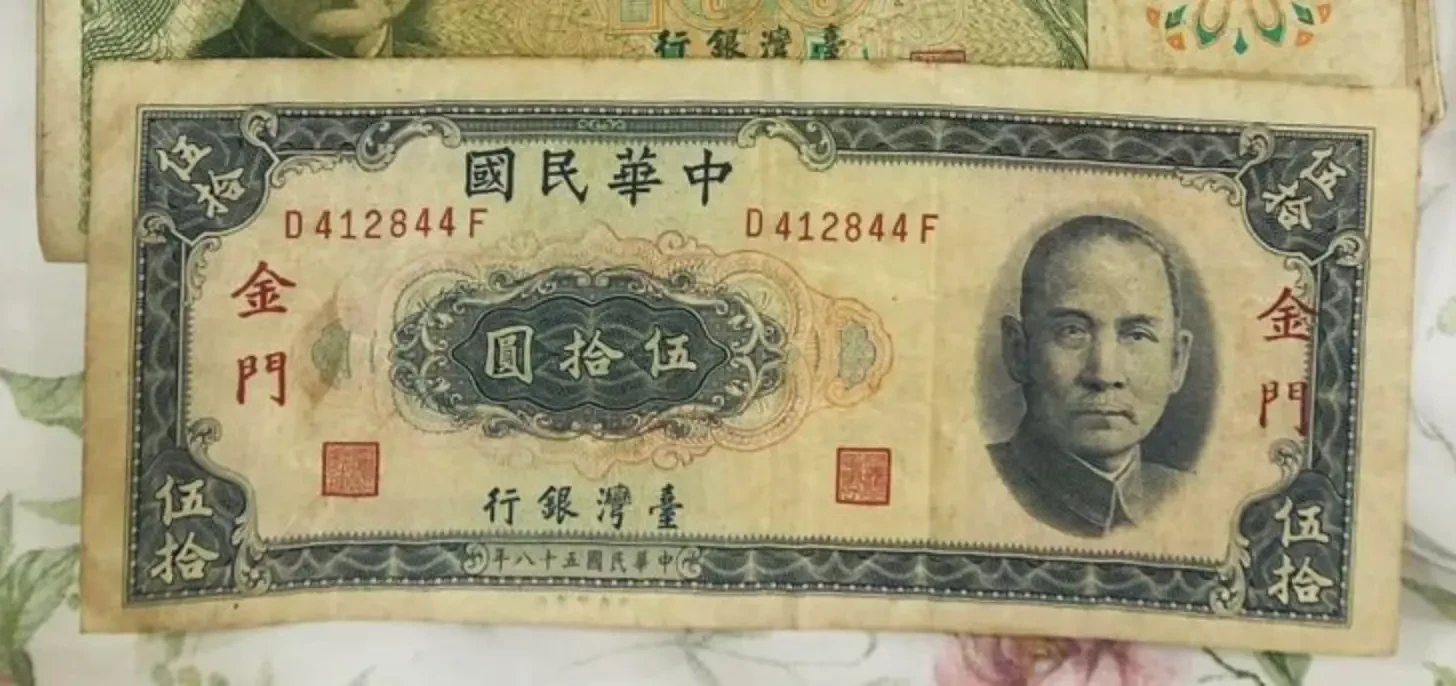 臺灣銀行
伍拾
伍拾
中華民國
D412844F
D412844F
金門
金門
伍拾圓
臺灣銀行
伍拾
伍拾
中華民國五十八年